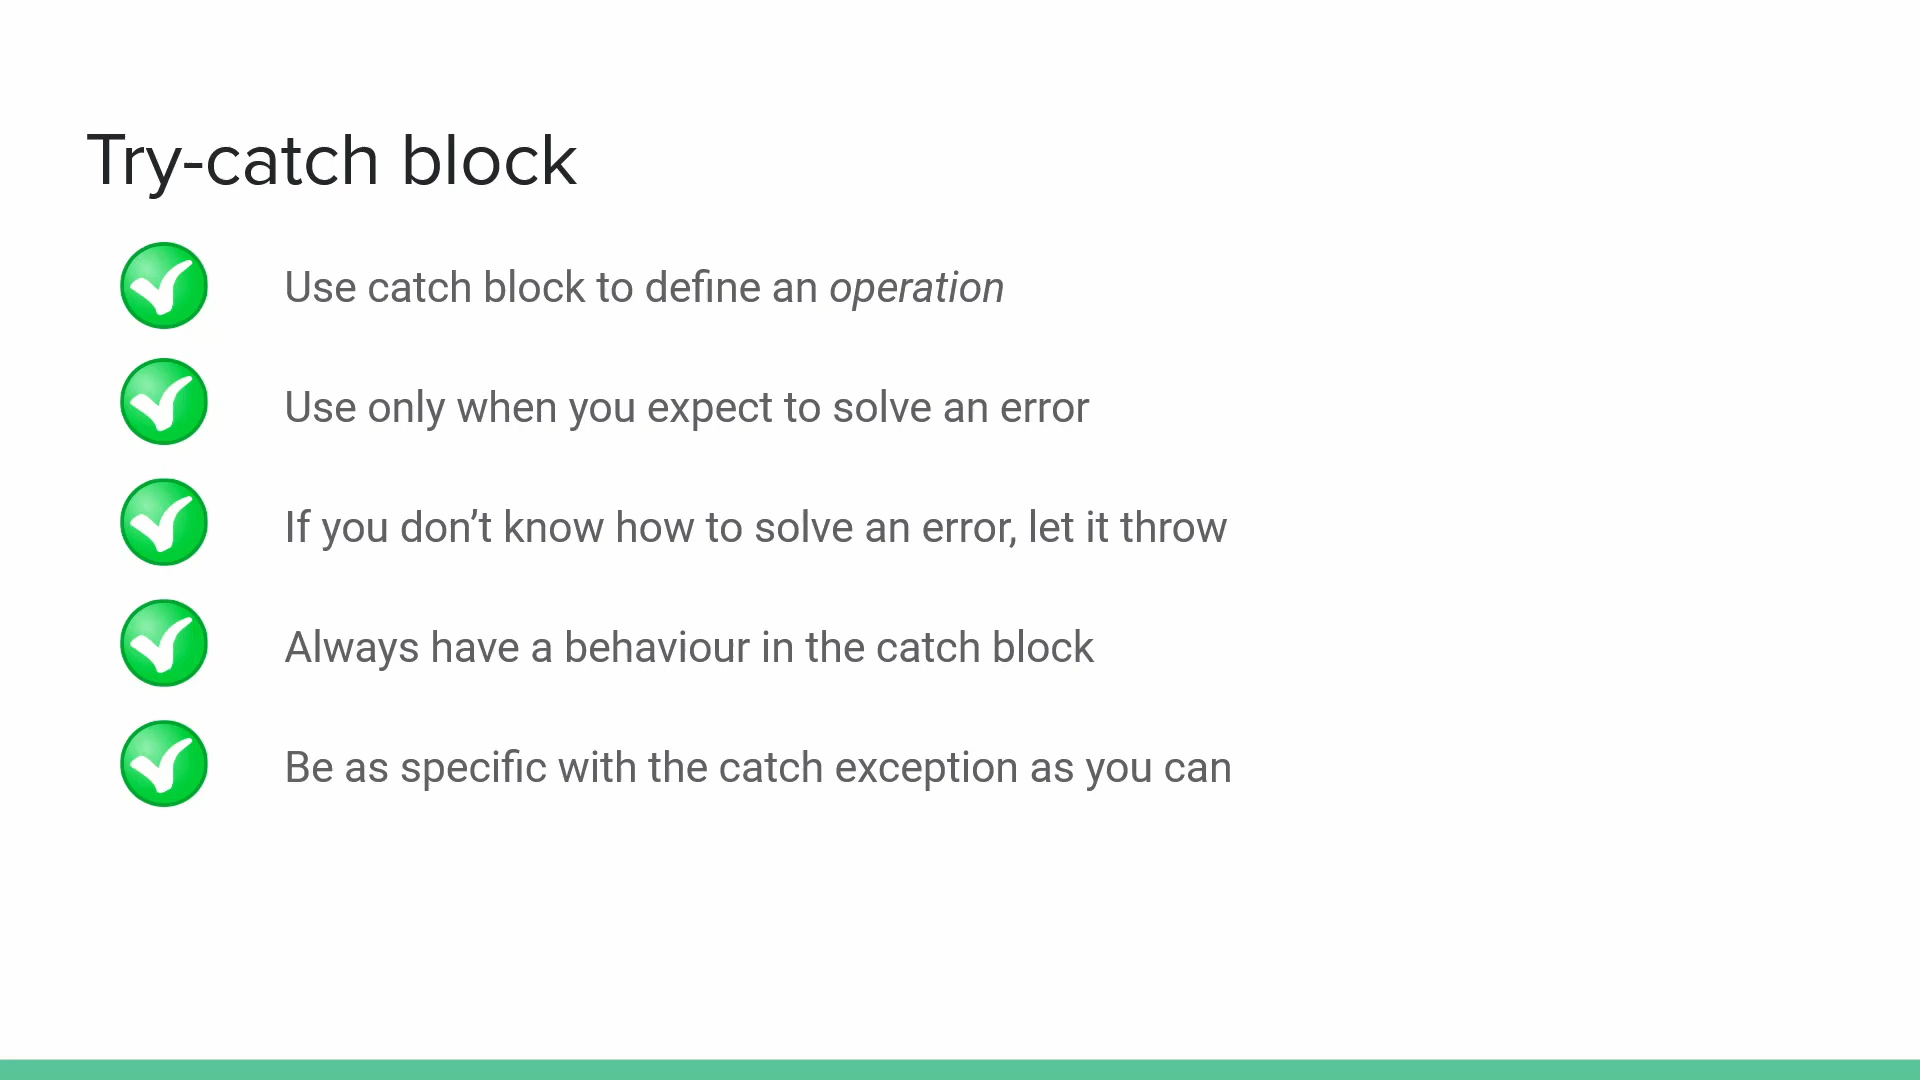 Try-catch block
Use catch block to define an operation
Use only when you expect to solve an error
If you don’t know how to solve an error, let it throw
Always have a behaviour in the catch block
Be as specific with the catch exception as you can